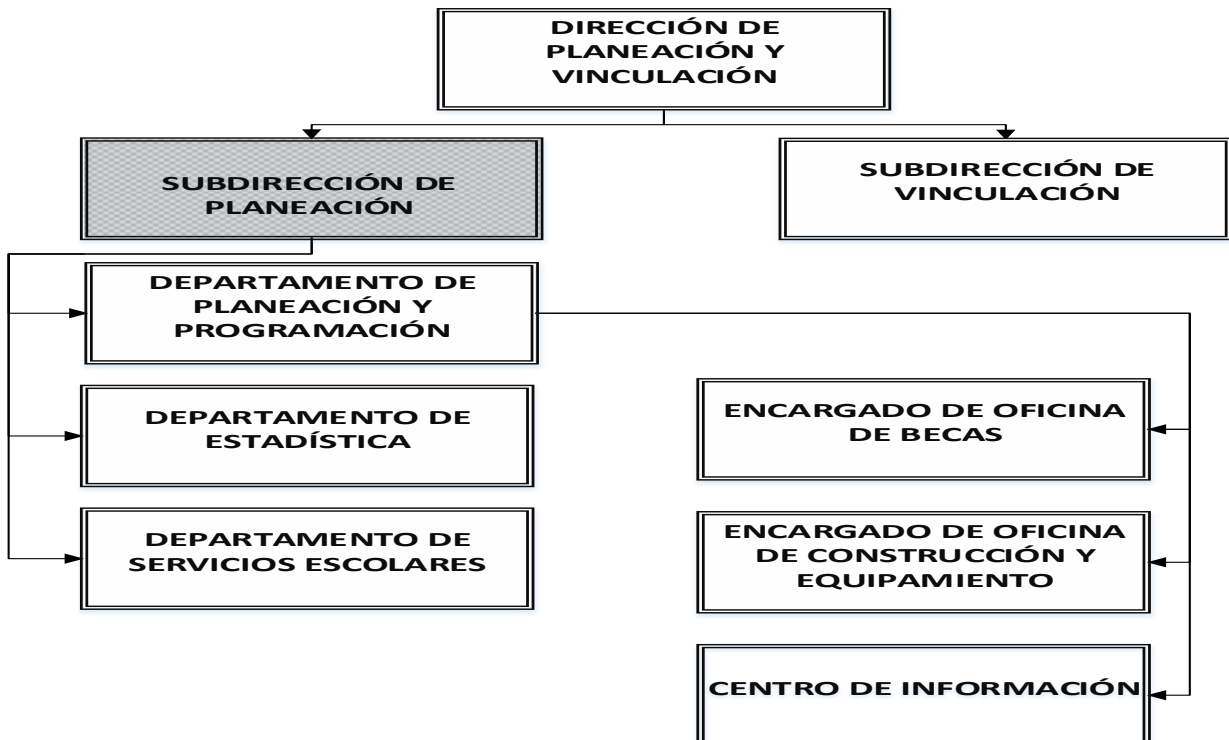 DIRECCIÓN DE
PLANEACIÓN Y
VINCULACIÓN
SUBDIRECCIÓN DE
PLANEACIÓN
SUBDIRECCIÓN DE
VINCULACIÓN
DEPARTAMENTO DE
PLANEACIÓN Y
PROGRAMACIÓN
DEPARTAMENTO DE
ESTADÍSTICA
DEPARTAMENTO DE
SERVICIOS ESCOLARES
ENCARGADO DE OFICINA
DE BECAS
ENCARGADO DE OFICINA
DE CONSTRUCCIÓN Y
EQUIPAMIENTO
CENTRO DE INFORMACIÓN